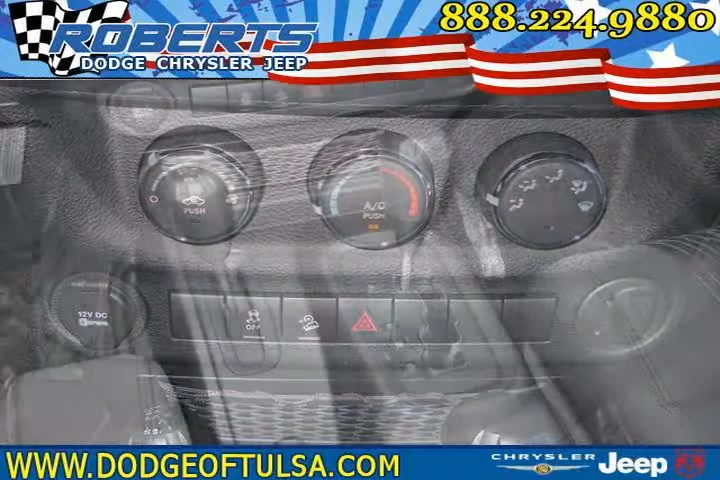 888.224.9880
ROBERTS
DODGE CHRYSLER JEEP
PUSH
A/C
PUSH
12V DC
OFF
WWW.DODGEOFTULSA.COM
CHRYSLER
Jeep